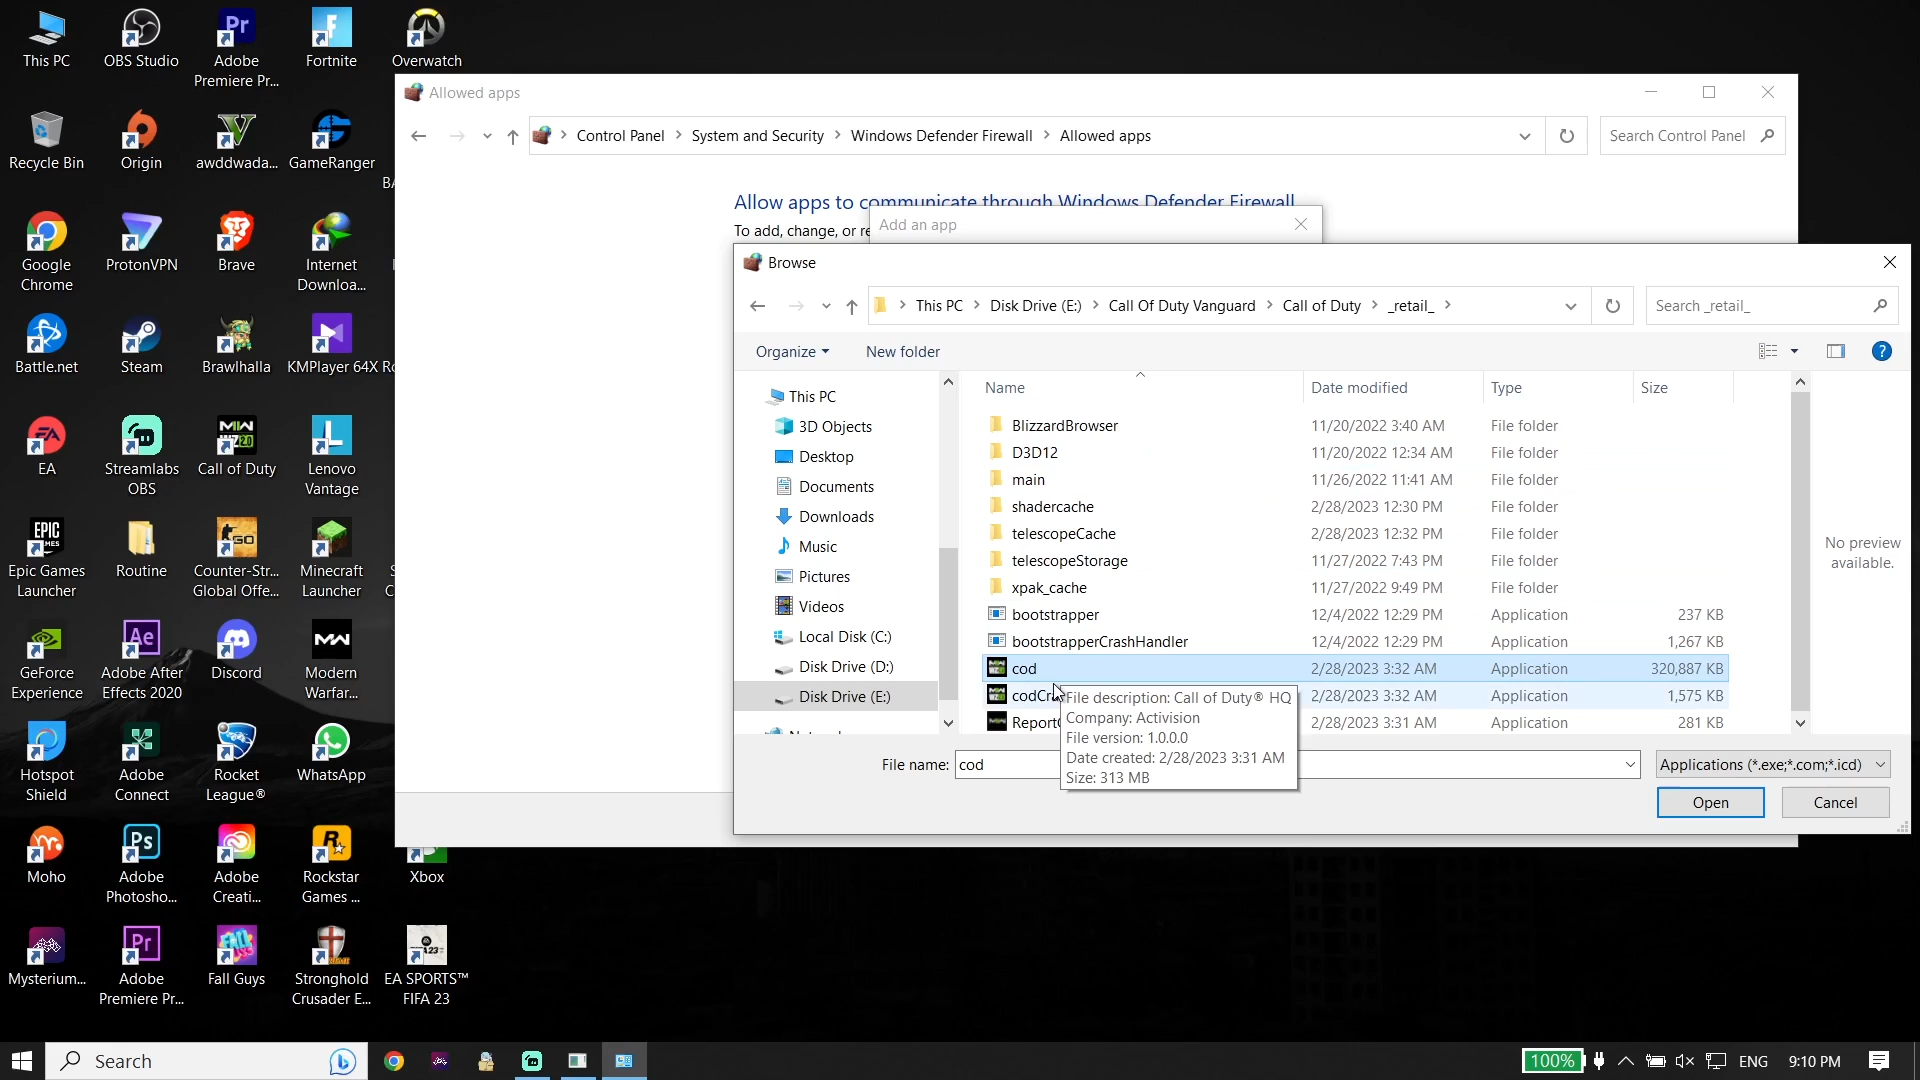 This PC
OBS Studio
Adobe
Premiere Pr...
Fortnite
Overwatch
Recycle Bin
Origin
awddwada...
GameRanger
Google
Chrome
ProtonVPN
Brave
Internet
Downloa...
Battle.net
Steam
Brawlhalla
KMPlayer 64X
EA
Streamlabs
OBS
Call of Duty
Lenovo
Vantage
Epic Games
Launcher
Routine
Counter-Str...
Global Offe...
Minecraft
Launcher
GeForce
Experience
Adobe After
Effects 2020
Discord
Modern
Warfar...
Hotspot
Shield
Adobe
Connect
Rocket
League®
WhatsApp
Moho
Adobe
Photosho...
Adobe
Creati...
Rockstar
Games ...
Xbox
Mysterium...
Adobe
Premiere Pr...
Fall Guys
Stronghold
Crusader E...
EA SPORTS™
FIFA 23
Allowed apps
Control Panel > System and Security > Windows Defender Firewall > Allowed apps
Search Control Panel
Allow apps to communicate through Windows Defender Firewall
To add, change, or re
Add an app
Browse
This PC > Disk Drive (E:) > Call Of Duty Vanguard > Call of Duty > _retail_ >
Search _retail_
Organize
New folder
This PC
3D Objects
Desktop
Documents
Downloads
Music
Pictures
Videos
Local Disk (C:)
Disk Drive (D:)
Disk Drive (E:)
Name Date modified Type Size
BlizzardBrowser 11/20/2022 3:40 AM File folder
D3D12 11/20/2022 12:34 AM File folder
main 11/26/2022 11:41 AM File folder
shadercache 2/28/2023 12:30 PM File folder
telescopeCache 2/28/2023 12:32 PM File folder
telescopeStorage 11/27/2022 7:43 PM File folder
xpak_cache 11/27/2022 9:49 PM File folder
bootstrapper 12/4/2022 12:29 PM Application 237 KB
bootstrapperCrashHandler 12/4/2022 12:29 PM Application 1,267 KB
cod 2/28/2023 3:32 AM Application 320,887 KB
codCr 2/28/2023 3:32 AM Application 1,575 KB
Report 2/28/2023 3:31 AM Application 281 KB
File description: Call of Duty® HQ
Company: Activision
File version: 1.0.0.0
Date created: 2/28/2023 3:31 AM
Size: 313 MB
No preview
available.
File name: cod
Applications (*.exe;*.com;*.icd)
Open
Cancel
Search
100%
ENG
9:10 PM